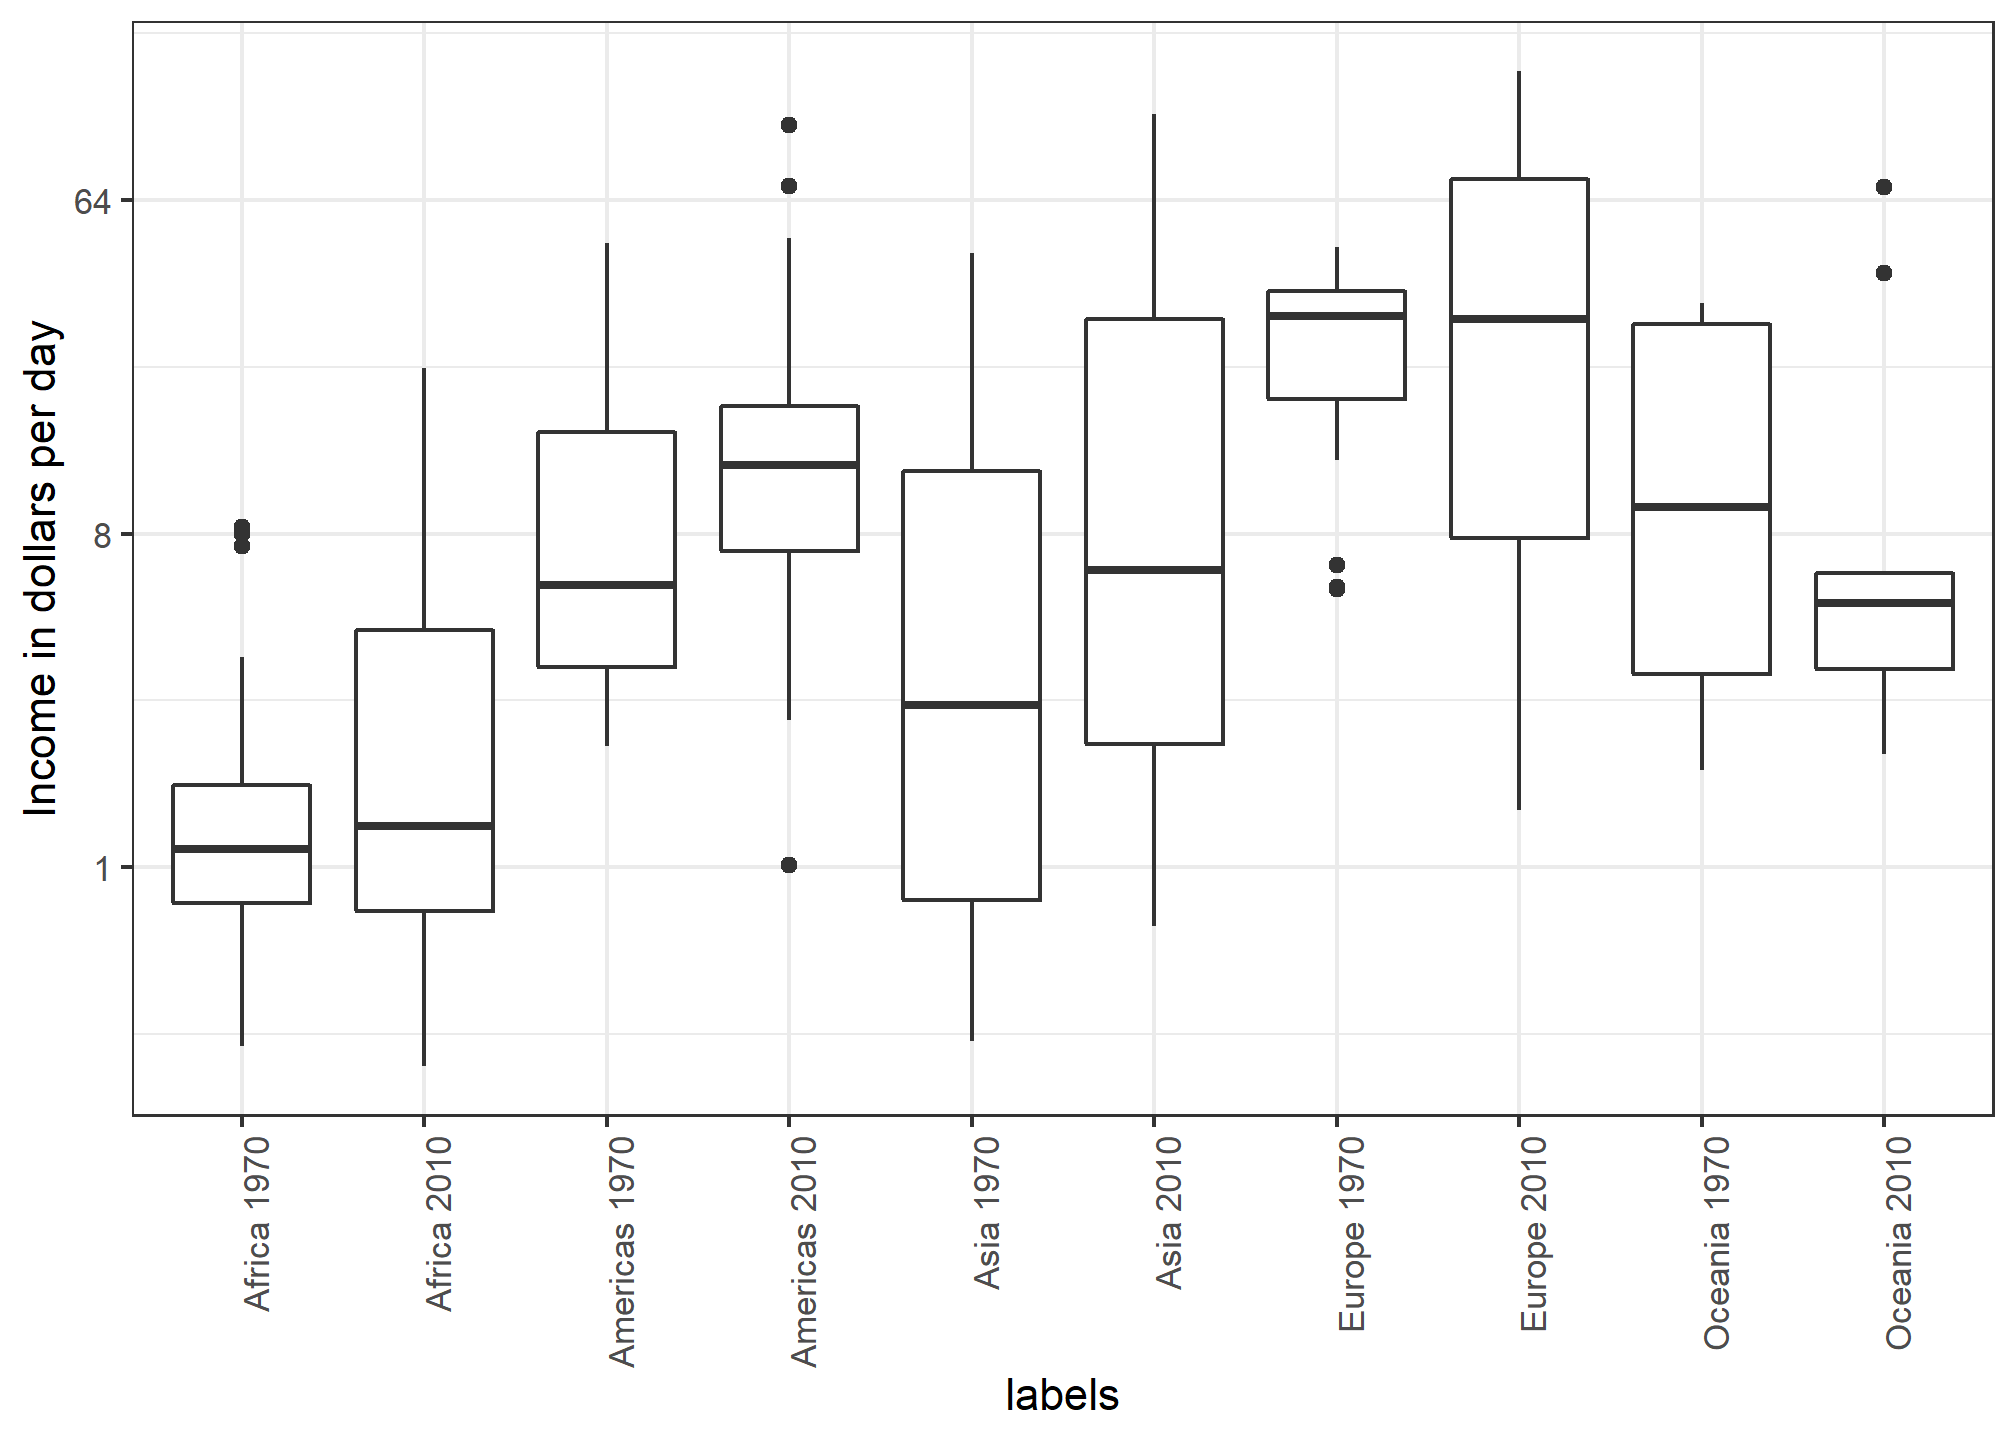 Income in dollars per day
64
8
1
Africa 1970
Africa 2010
Americas 1970
Americas 2010
Asia 1970
Asia 2010
Europe 1970
Europe 2010
Oceania 1970
Oceania 2010
labels